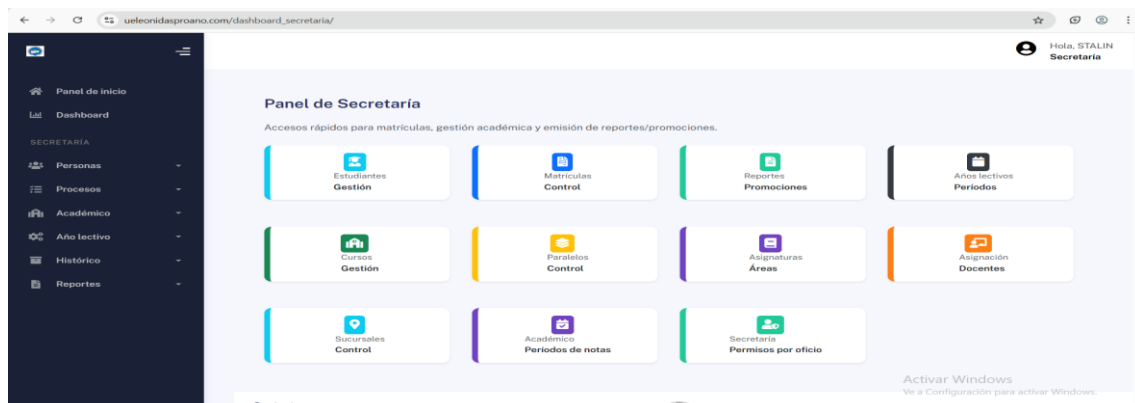 ueleonidasproano.com/dashboard_secretaria/
Hola, STALIN
Secretaría
Panel de inicio
Dashboard
SECRETARÍA
Personas
Procesos
Académico
Año lectivo
Histórico
Reportes
Panel de Secretaría
Accesos rápidos para matrículas, gestión académica y emisión de reportes/promociones.
Estudiantes
Gestión
Matrículas
Control
Reportes
Promociones
Años lectivos
Períodos
Cursos
Gestión
Paralelos
Control
Asignaturas
Áreas
Asignación
Docentes
Sucursales
Control
Académico
Períodos de notas
Secretaría
Permisos por oficio
Activar Windows
Ve a Configuración para activar Windows.